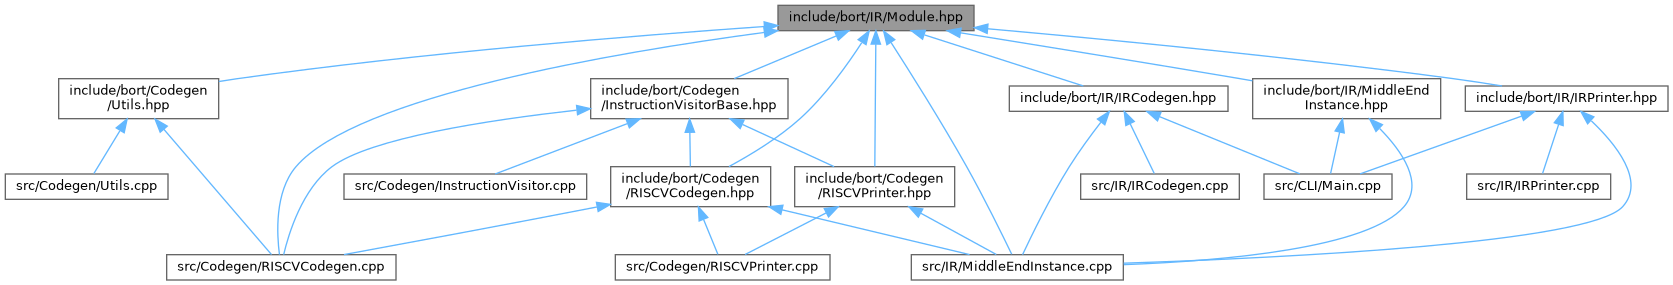 include/bort/IR/Module.hpp
include/bort/Codegen
/Utils.hpp
include/bort/Codegen
/InstructionVisitorBase.hpp
include/bort/IR/IRCodegen.hpp
include/bort/IR/MiddleEnd
Instance.hpp
include/bort/IR/IRPrinter.hpp
src/Codegen/Utils.cpp
src/Codegen/InstructionVisitor.cpp
include/bort/Codegen
/RISCVCodegen.hpp
include/bort/Codegen
/RISCVPrinter.hpp
src/IR/IRCodegen.cpp
src/CLI/Main.cpp
src/IR/IRPrinter.cpp
src/Codegen/RISCVCodegen.cpp
src/Codegen/RISCVPrinter.cpp
src/IR/MiddleEndInstance.cpp